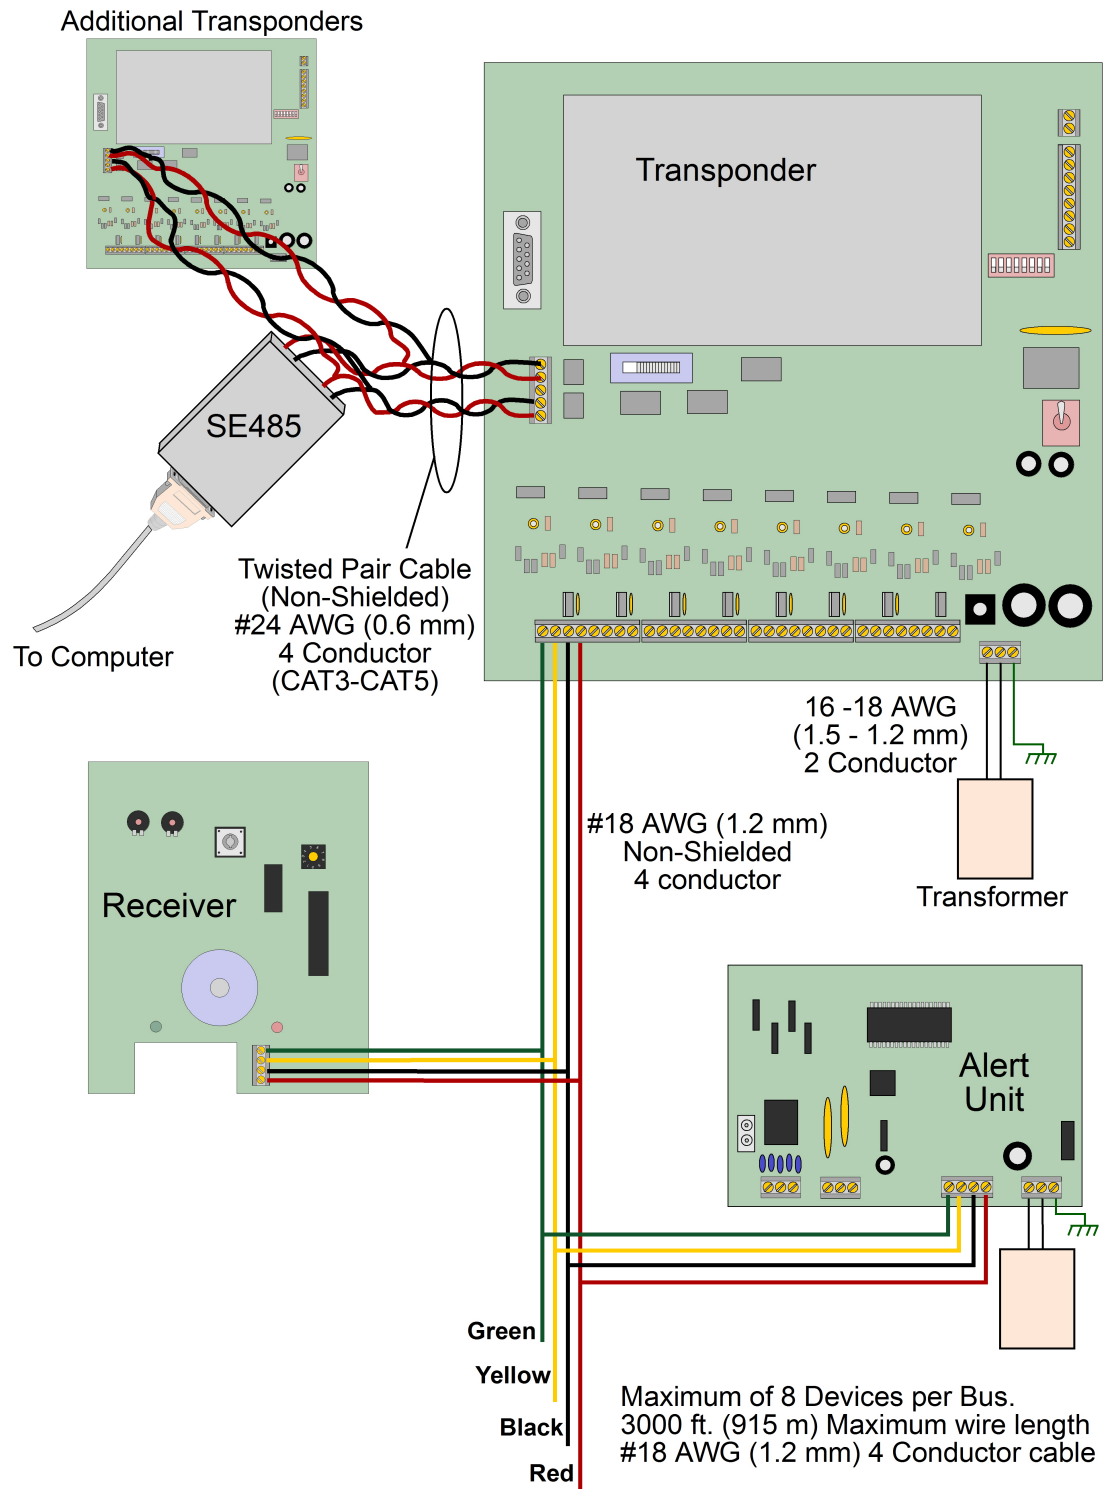 Additional Transponders
Transponder
SE485
To Computer
Twisted Pair Cable
(Non-Shielded)
#24 AWG (0.6 mm)
4 Conductor
(CAT3-CAT5)
16 -18 AWG
(1.5 - 1.2 mm)
2 Conductor
Transformer
#18 AWG (1.2 mm)
Non-Shielded
4 conductor
Receiver
Alert
Unit
Green
Yellow
Black
Red
Maximum of 8 Devices per Bus.
3000 ft. (915 m) Maximum wire length
#18 AWG (1.2 mm) 4 Conductor cable